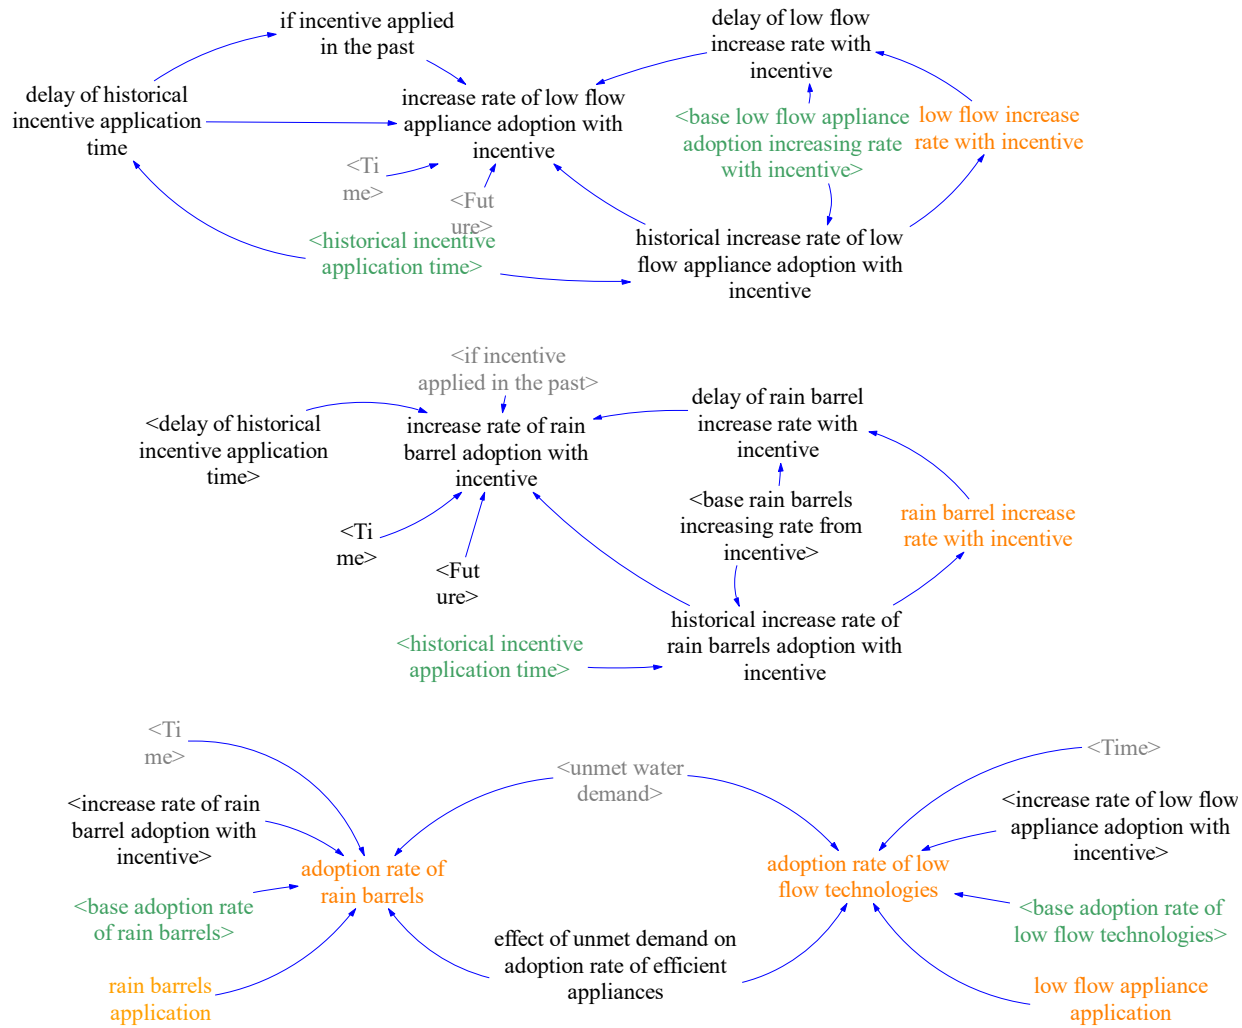 if incentive applied
in the past
delay of low flow
increase rate with
incentive
delay of historical
incentive application
time
increase rate of low flow
appliance adoption with
incentive
<base low flow appliance
adoption increasing rate
with incentive>
low flow increase
rate with incentive
<Ti
me>
<Fut
ure>
<historical incentive
application time>
historical increase rate of low
flow appliance adoption with
incentive
<if incentive
applied in the past>
<delay of historical
incentive application
time>
increase rate of rain
barrel adoption with
incentive
delay of rain barrel
increase rate with
incentive
<Ti
me>
<Fut
ure>
<base rain barrels
increasing rate from
incentive>
rain barrel increase
rate with incentive
<historical incentive
application time>
historical increase rate of
rain barrels adoption with
incentive
<Ti
me>
<unmet water
demand>
<Time>
<increase rate of rain
barrel adoption with
incentive>
<increase rate of low flow
appliance adoption with
incentive>
adoption rate of
rain barrels
adoption rate of low
flow technologies
<base adoption rate
of rain barrels>
<base adoption rate of
low flow technologies>
effect of unmet demand on
adoption rate of efficient
appliances
rain barrels
application
low flow appliance
application